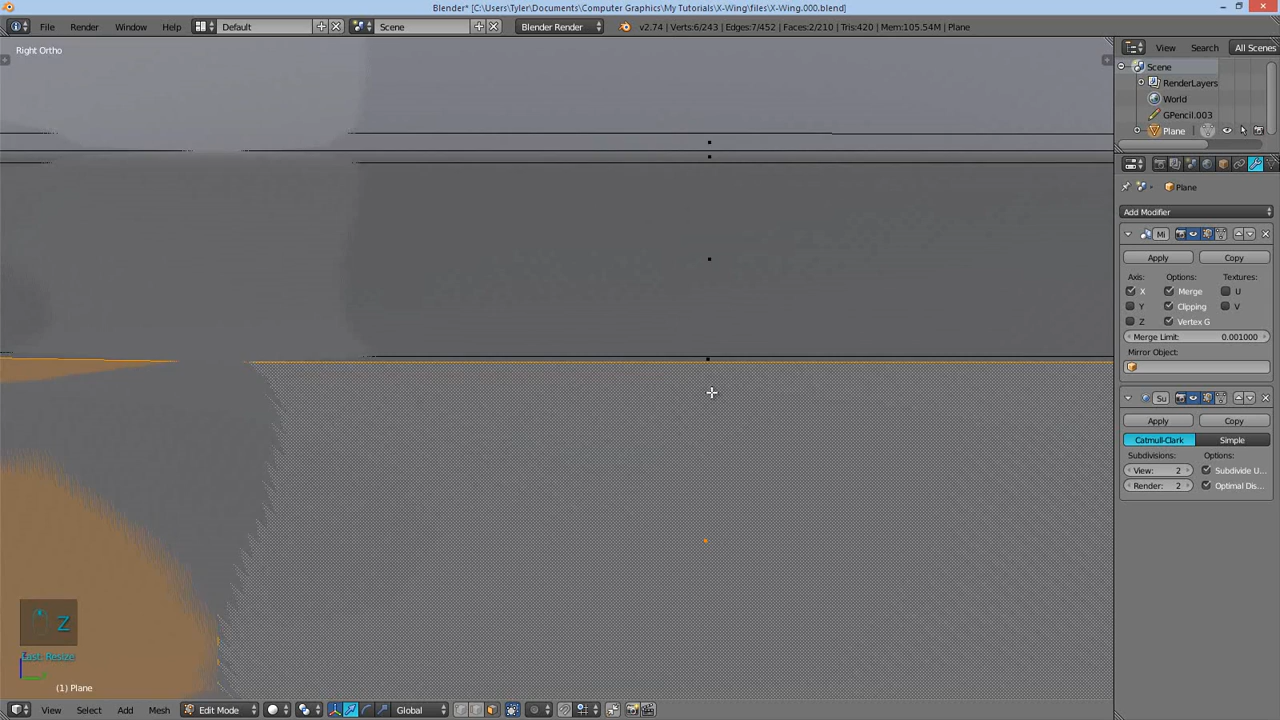 Blender* [C:\Users\Tyler\Documents\Computer Graphics\My Tutorials\X-Wing\files\X-Wing.000.blend]
File Render Window Help Default Scene Blender Render v2.74 | Verts:6/243 | Edges:7/452 | Faces:2/210 | Tris:420 | Mem:105.54M | Plane
Right Ortho
View Search All Scenes
Scene
RenderLayers
World
GPencil.003
Plane
Plane
Add Modifier
Mi
Apply Copy
Axis: Options: Textures:
X Merge U
Y Clipping V
Z Vertex G
Merge Limit: 0.001000
Mirror Object:
Su
Apply Copy
Catmull-Clark Simple
Subdivisions: Options:
View: 2 Subdivide U...
Render: 2 Optimal Dis...
Z
Last: Resize
(1) Plane
View Select Add Mesh Edit Mode Global